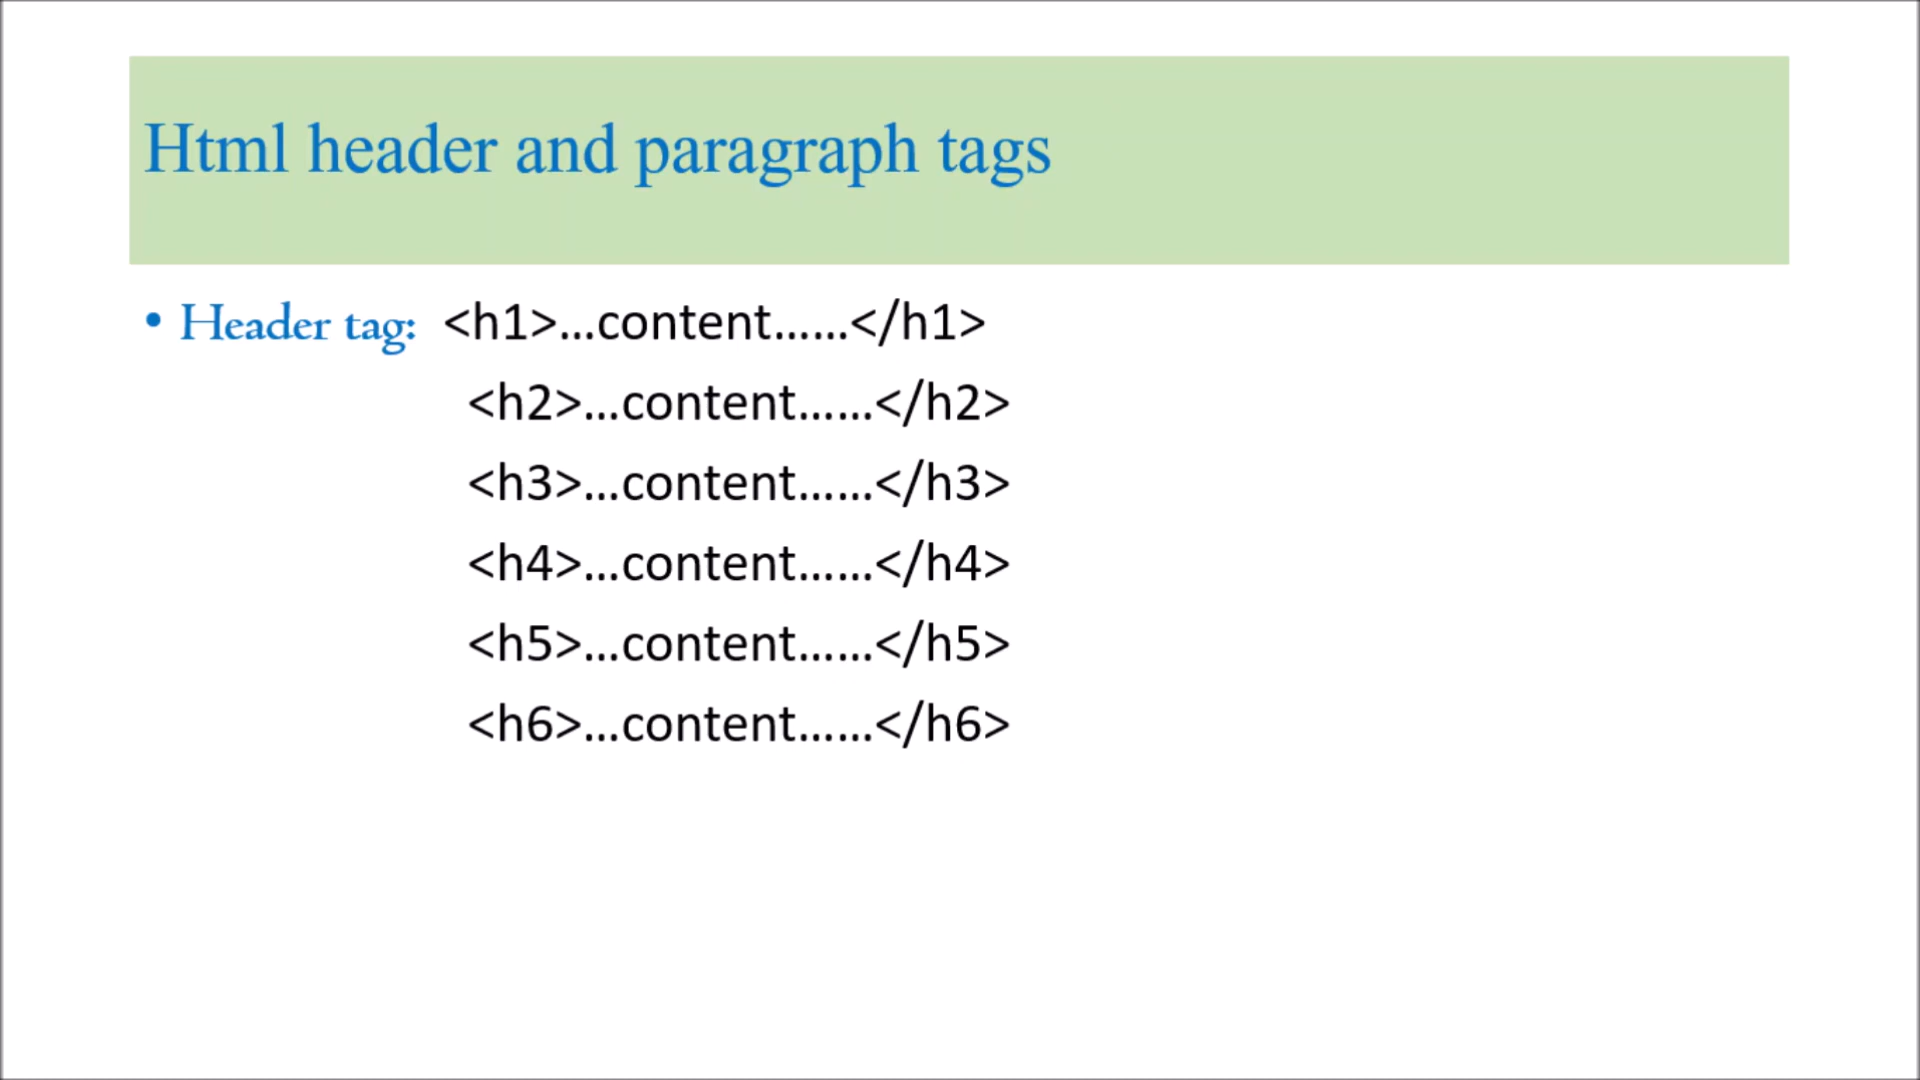 Html header and paragraph tags
• Header tag: <h1>...content......</h1>
<h2>...content......</h2>
<h3>...content......</h3>
<h4>...content......</h4>
<h5>...content......</h5>
<h6>...content......</h6>